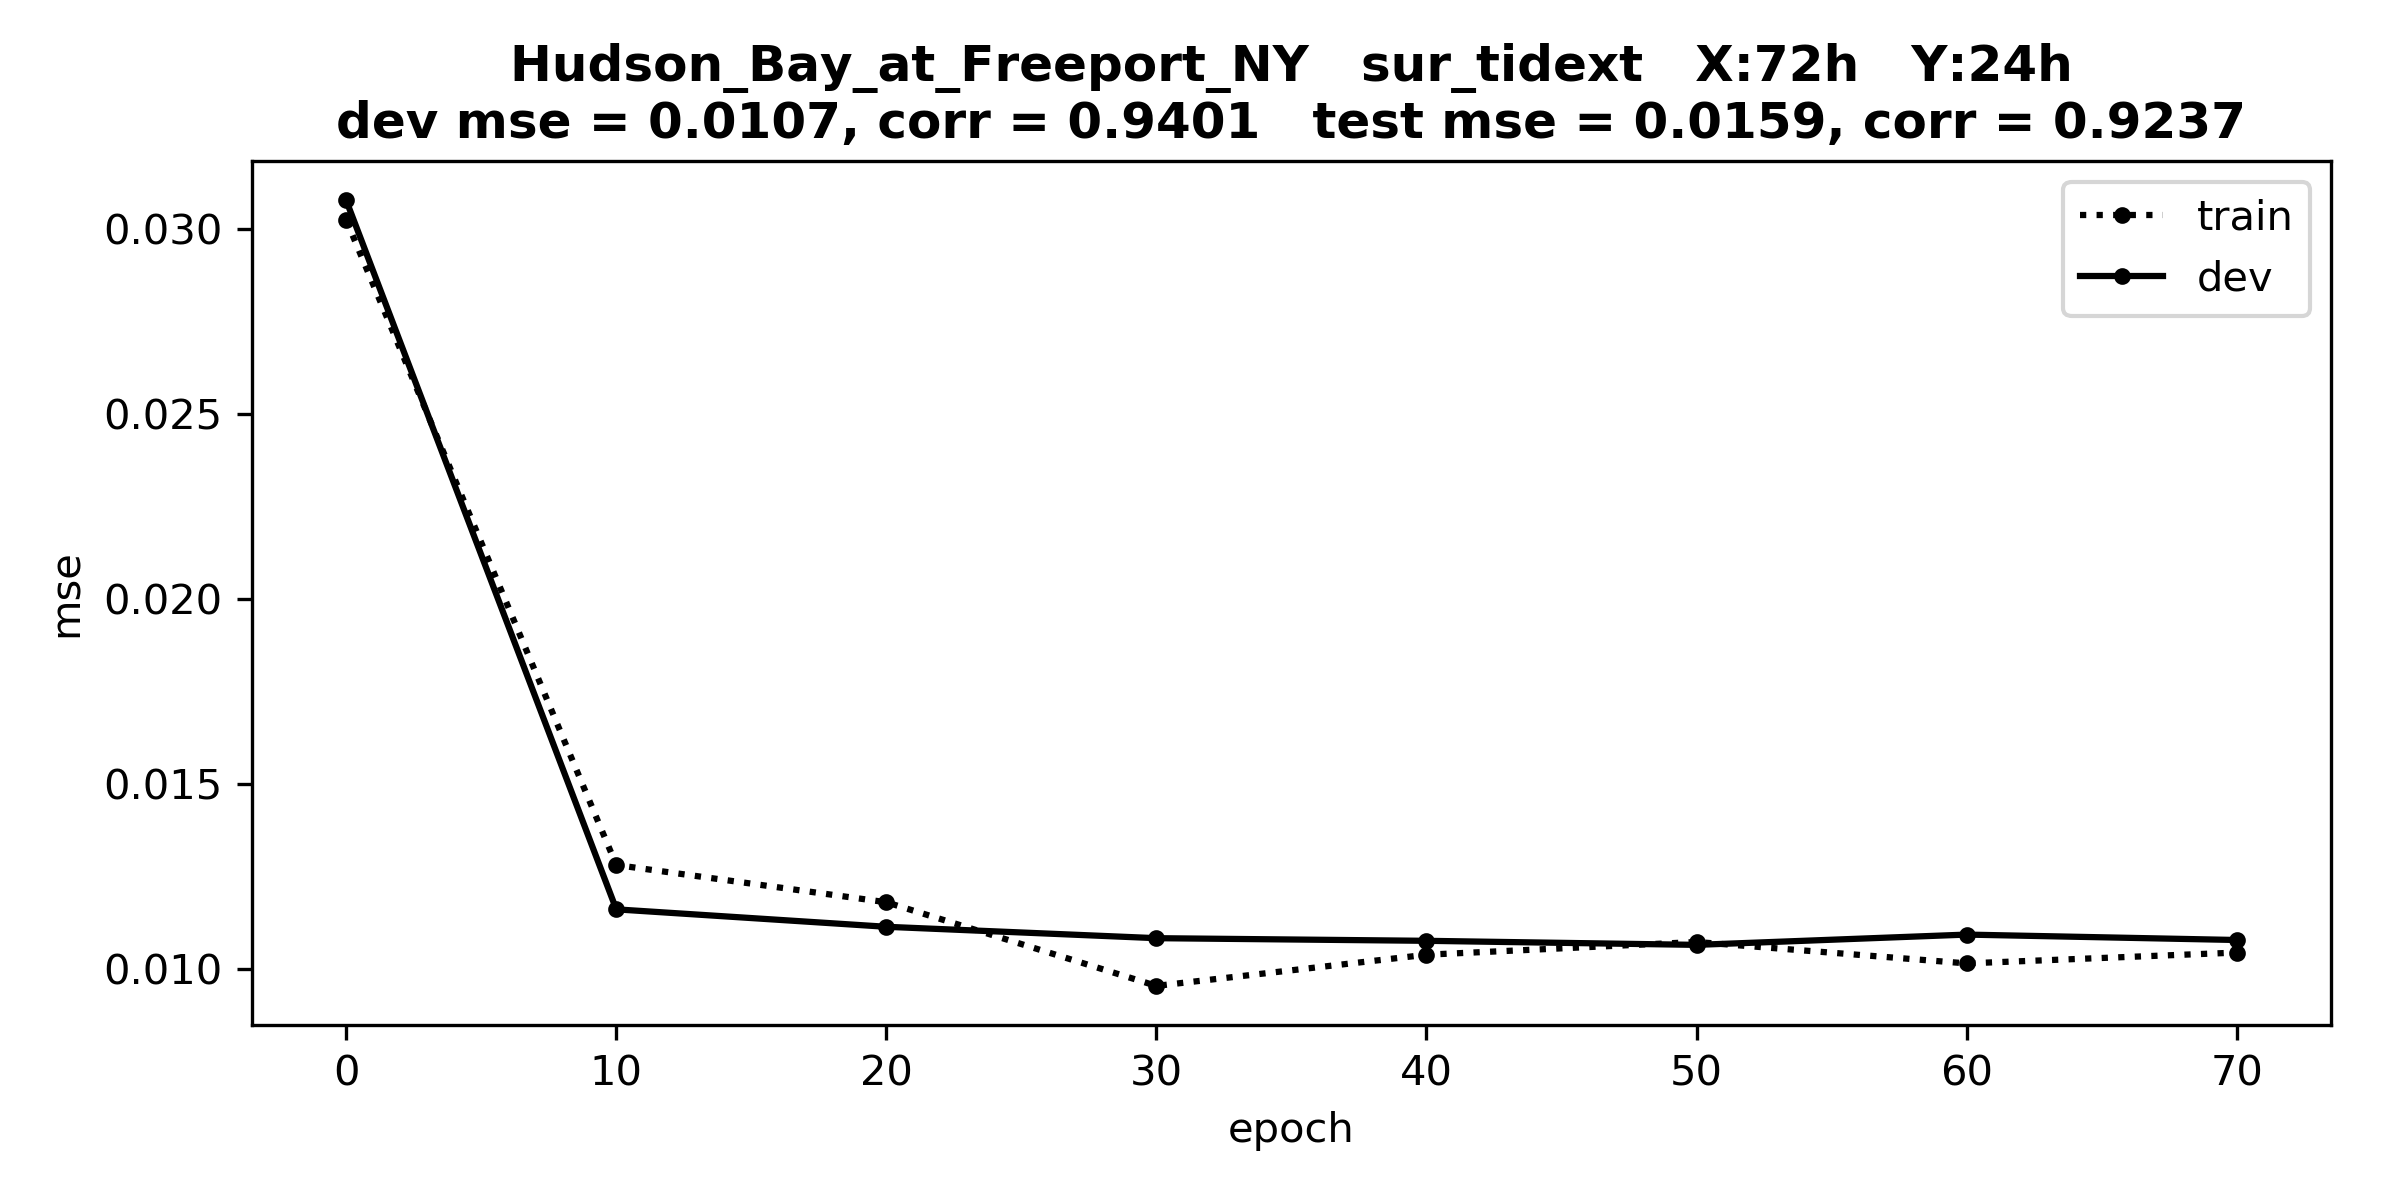 Hudson_Bay_at_Freeport_NY sur_tidext X:72h Y:24h
dev mse = 0.0107, corr = 0.9401 test mse = 0.0159, corr = 0.9237
train
dev
mse
0.030
0.025
0.020
0.015
0.010
0 10 20 30 40 50 60 70
epoch